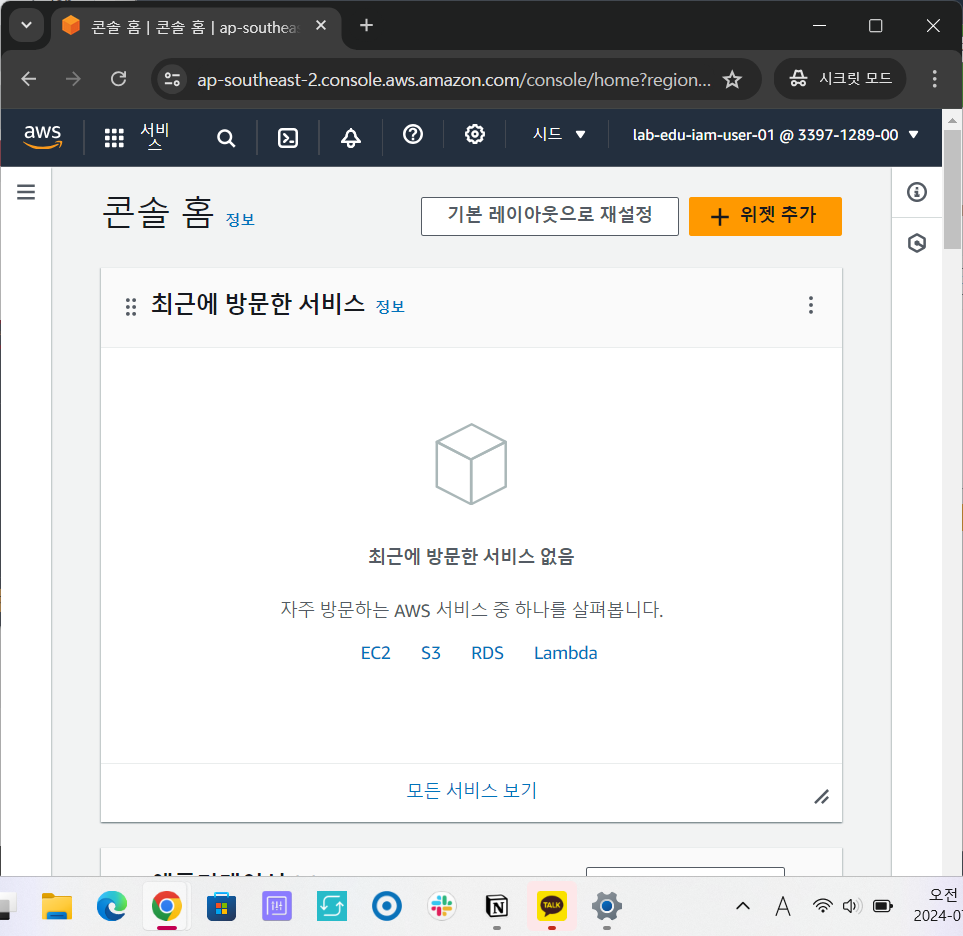 콘솔 홈 | 콘솔 홈 | ap-southeas
ap-southeast-2.console.aws.amazon.com/console/home?region...
시크릿 모드
aws
서비
스
시드
lab-edu-iam-user-01 @ 3397-1289-00
콘솔 홈 정보
기본 레이아웃으로 재설정
위젯 추가
최근에 방문한 서비스 정보
최근에 방문한 서비스 없음
자주 방문하는 AWS 서비스 중 하나를 살펴봅니다.
EC2 S3 RDS Lambda
모든 서비스 보기
TALK
A
오전
2024-0